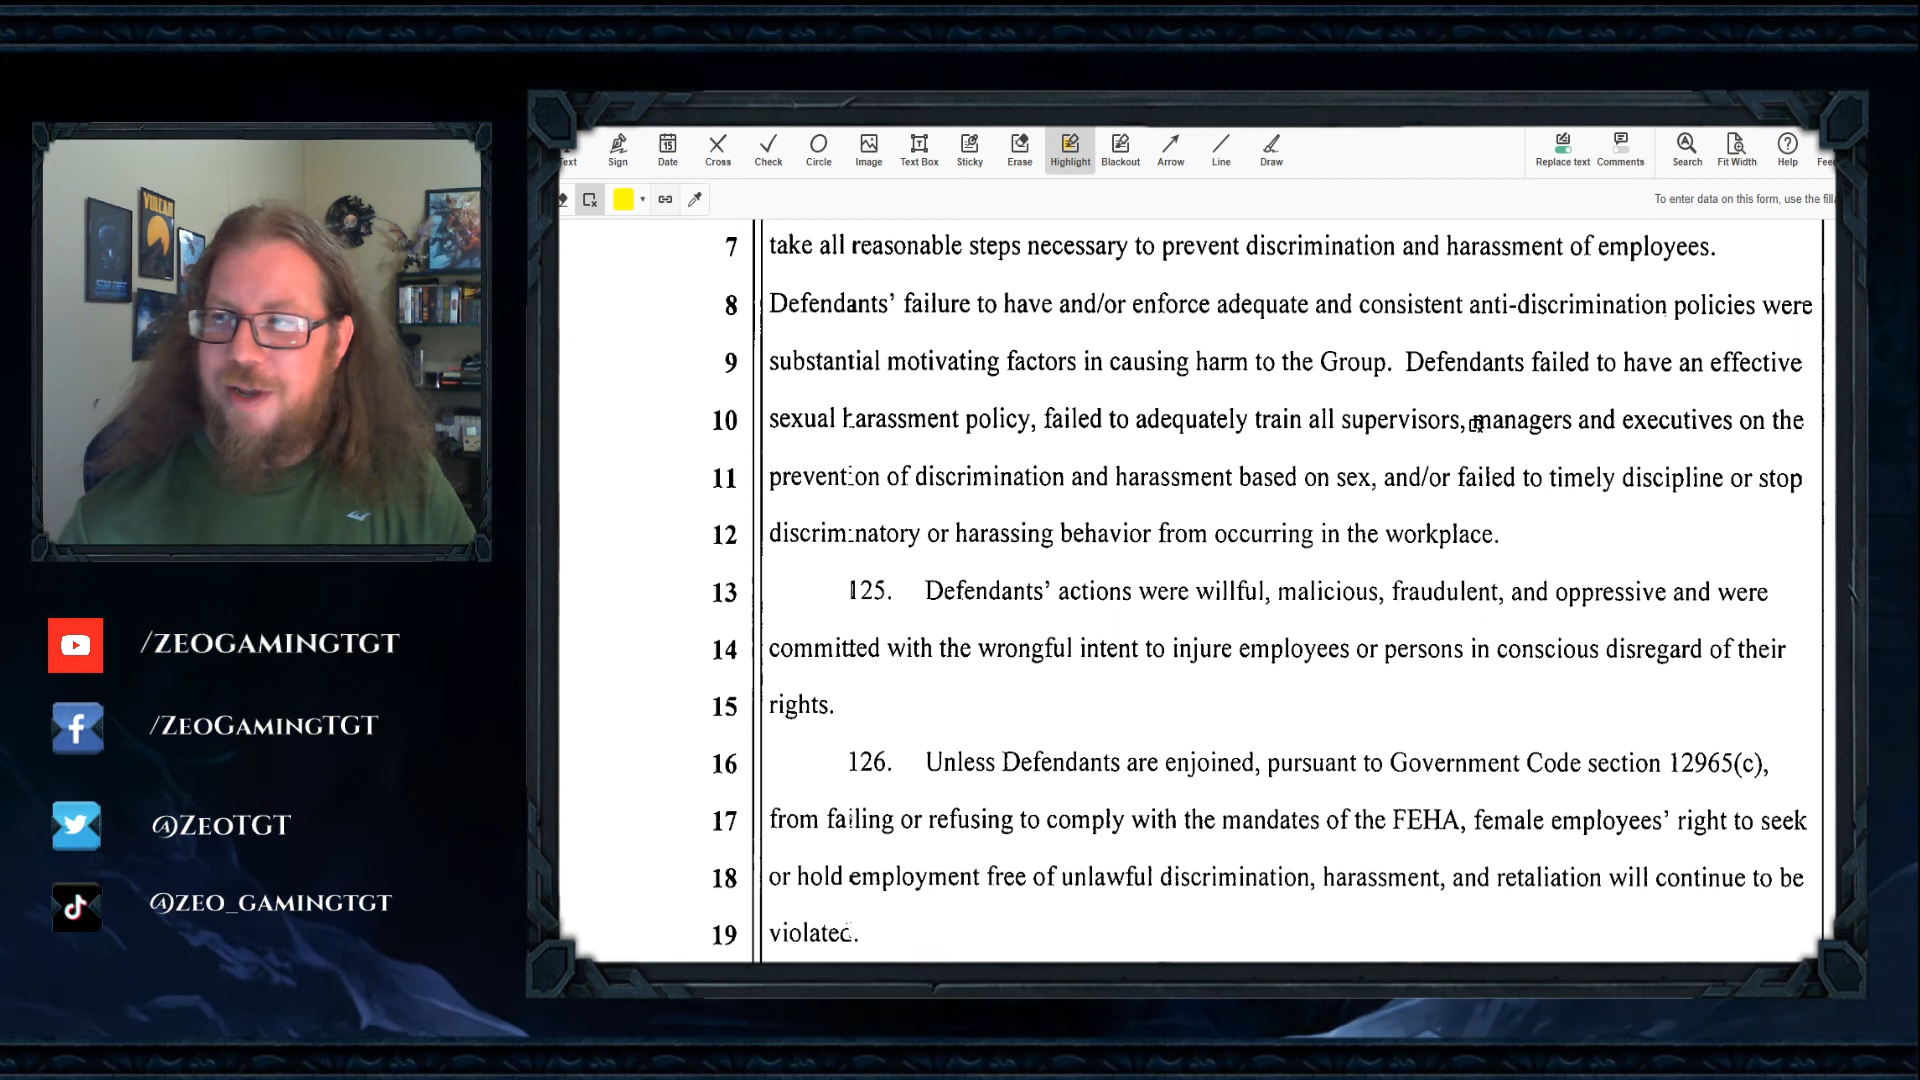 VULCAN
Text
Sign
15
Date
Cross
Check
Circle
Image
Text Box
Sticky
Erase
Highlight
Blackout
Arrow
Line
Draw
Replace text
Comments
Search
Fit Width
Help
Fee
To enter data on this form, use the filla
7 take all reasonable steps necessary to prevent discrimination and harassment of employees.
8 Defendants' failure to have and/or enforce adequate and consistent anti-discrimination policies were
9 substantial motivating factors in causing harm to the Group. Defendants failed to have an effective
10 sexual harassment policy, failed to adequately train all supervisors, managers and executives on the
11 prevention of discrimination and harassment based on sex, and/or failed to timely discipline or stop
12 discriminatory or harassing behavior from occurring in the workplace.
13 125. Defendants' actions were willful, malicious, fraudulent, and oppressive and were
14 committed with the wrongful intent to injure employees or persons in conscious disregard of their
15 rights.
16 126. Unless Defendants are enjoined, pursuant to Government Code section 12965(c),
17 from failing or refusing to comply with the mandates of the FEHA, female employees' right to seek
18 or hold employment free of unlawful discrimination, harassment, and retaliation will continue to be
19 violated.
/ZEOGAMINGTGT
/ZEOGAMINGTGT
@ZEOTGT
@ZEO_GAMINGTGT